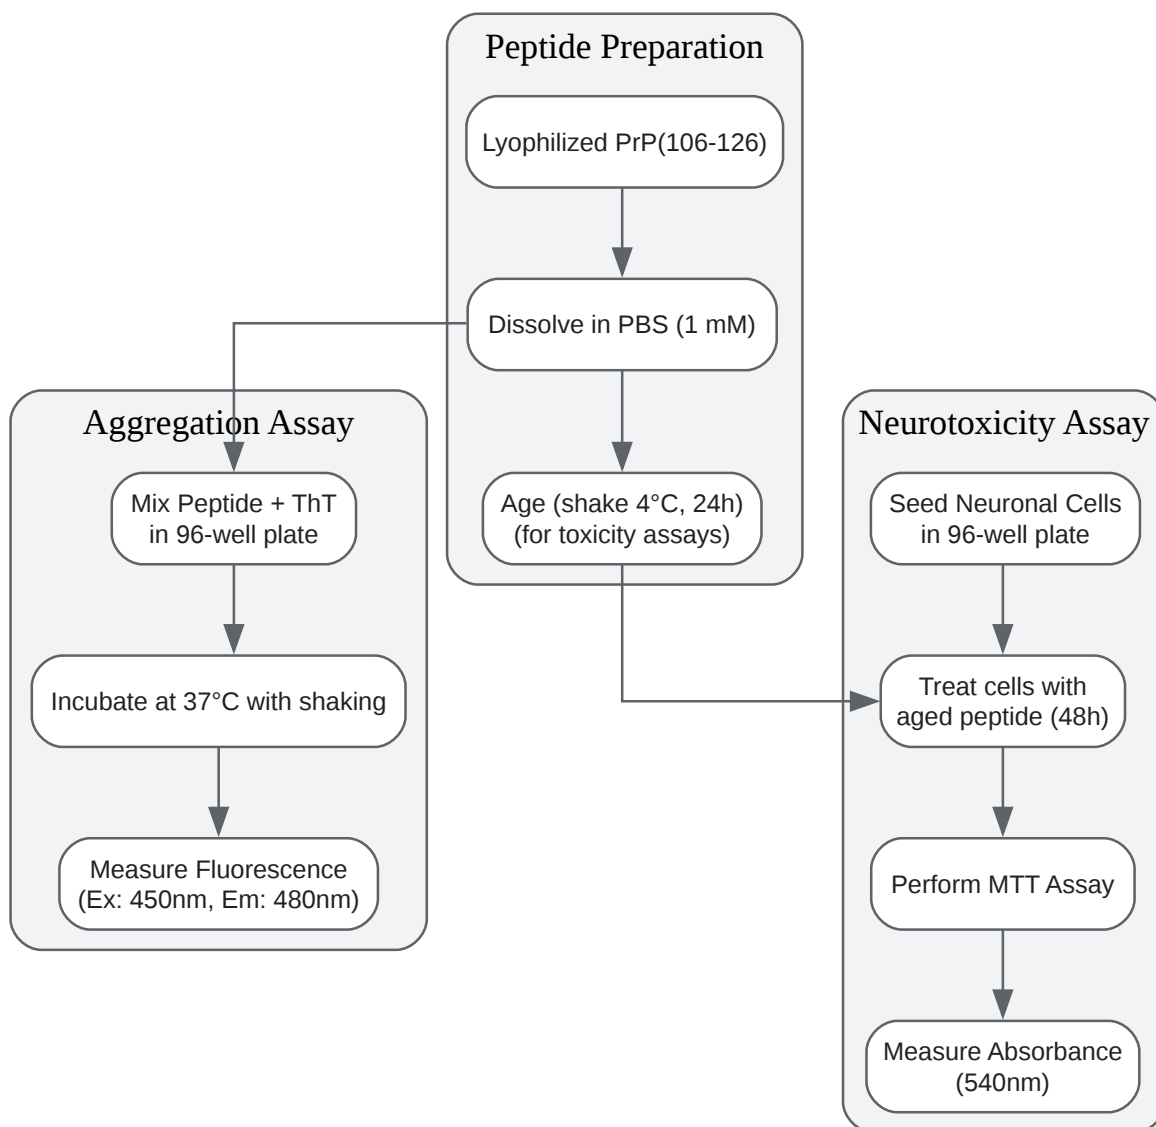 Peptide Preparation
Lyophilized PrP(106-126)
Dissolve in PBS (1 mM)
Age (shake 4°C, 24h)
(for toxicity assays)
Aggregation Assay
Mix Peptide + ThT
in 96-well plate
Incubate at 37°C with shaking
Measure Fluorescence
(Ex: 450nm, Em: 480nm)
Neurotoxicity Assay
Seed Neuronal Cells
in 96-well plate
Treat cells with
aged peptide (48h)
Perform MTT Assay
Measure Absorbance
(540nm)